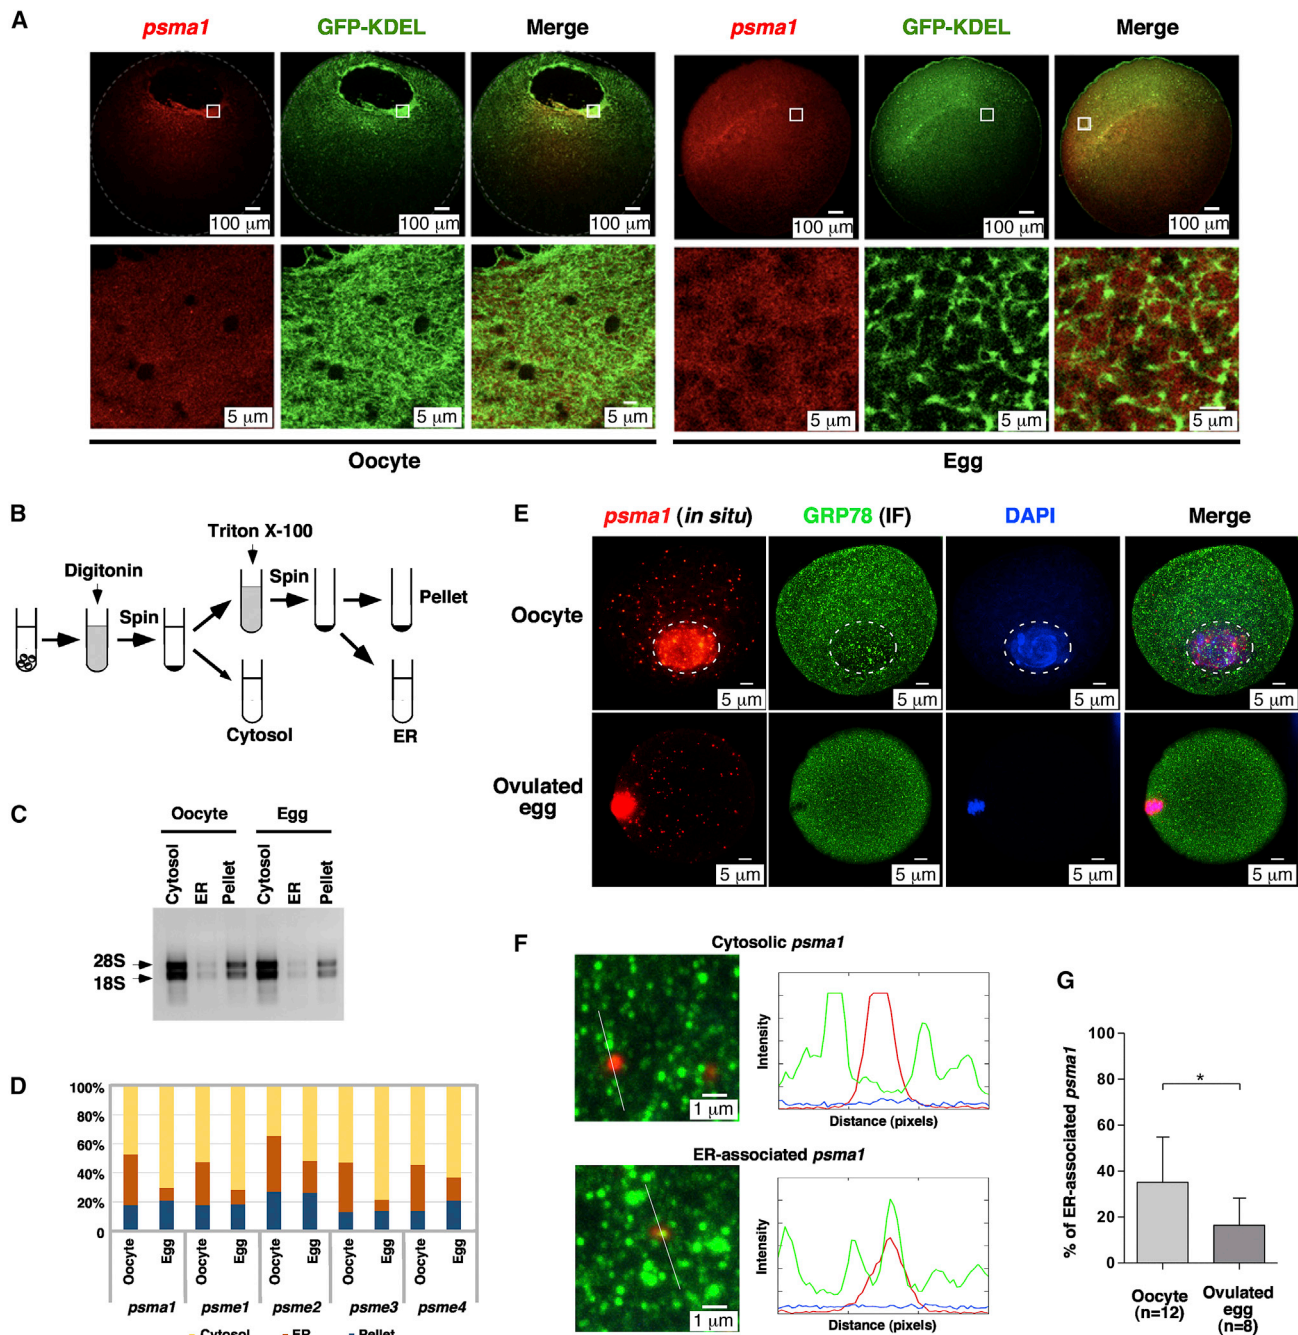 A
psma1 GFP-KDEL Merge psma1 GFP-KDEL Merge
100 µm 100 µm 100 µm 100 µm 100 µm 100 µm
5 µm 5 µm 5 µm 5 µm 5 µm 5 µm
Oocyte Egg
B
Triton X-100
Digitonin
Spin
Spin
Pellet
Cytosol
ER
C
Oocyte Egg
Cytosol ER Pellet Cytosol ER Pellet
28S
18S
D
100%
80%
60%
40%
20%
0
Oocyte Egg Oocyte Egg Oocyte Egg Oocyte Egg Oocyte Egg
psma1 psme1 psme2 psme3 psme4
Cytosol ER Pellet
E
psma1 (in situ) GRP78 (IF) DAPI Merge
Oocyte
5 µm 5 µm 5 µm 5 µm
Ovulated
egg
5 µm 5 µm 5 µm 5 µm
F
Cytosolic psma1
1 µm
Intensity
Distance (pixels)
ER-associated psma1
1 µm
Intensity
Distance (pixels)
G
% of ER-associated psma1
100
80
60
40
20
0
*
Oocyte
(n=12)
Ovulated
egg
(n=8)